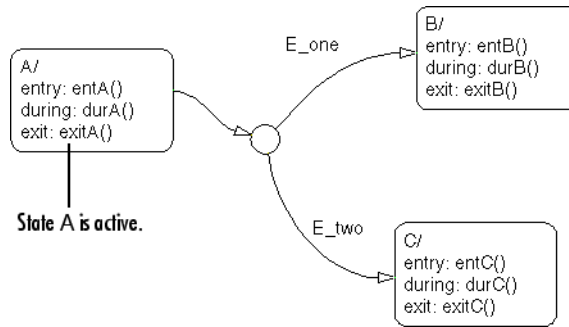 A/
entry: entA()
during: durA()
exit: exitA()
State A is active.
E_one
B/
entry: entB()
during: durB()
exit: exitB()
E_two
C/
entry: entC()
during: durC()
exit: exitC()